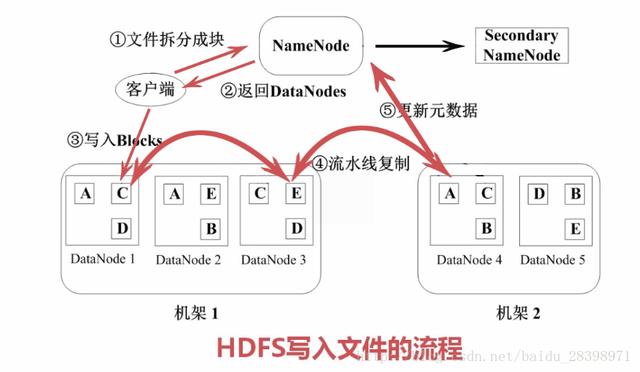 ①文件拆分成块
NameNode
Secondary
NameNode
客户端
②返回DataNodes
⑤更新元数据
③写入Blocks
④流水线复制
A C
D
A E
B
C E
D
A C
B
D B
E
DataNode 1
DataNode 2
DataNode 3
DataNode 4
DataNode 5
机架 1
机架 2
HDFS写入文件的流程